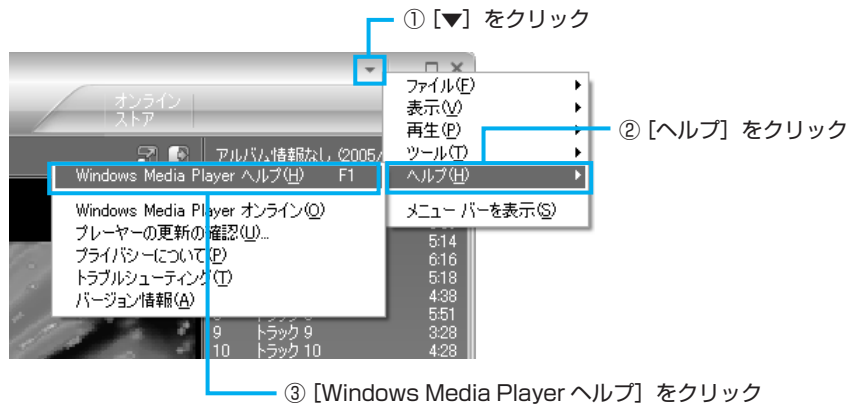 ① [▼] をクリック
オンライン
ストア
アルバム情報なし (2005/
ファイル(F)
表示(V)
再生(P)
ツール(T)
ヘルプ(H)
メニュー バーを表示(S)
② [ヘルプ] をクリック
Windows Media Player ヘルプ(H) F1
Windows Media Player オンライン(O)
プレーヤーの更新の確認(U)...
プライバシーについて(P)
トラブルシューティング(T)
バージョン情報(A)
5:14
6:16
5:18
4:38
5:51
9 トラック 9 3:28
10 トラック 10 4:28
③ [Windows Media Player ヘルプ] をクリック